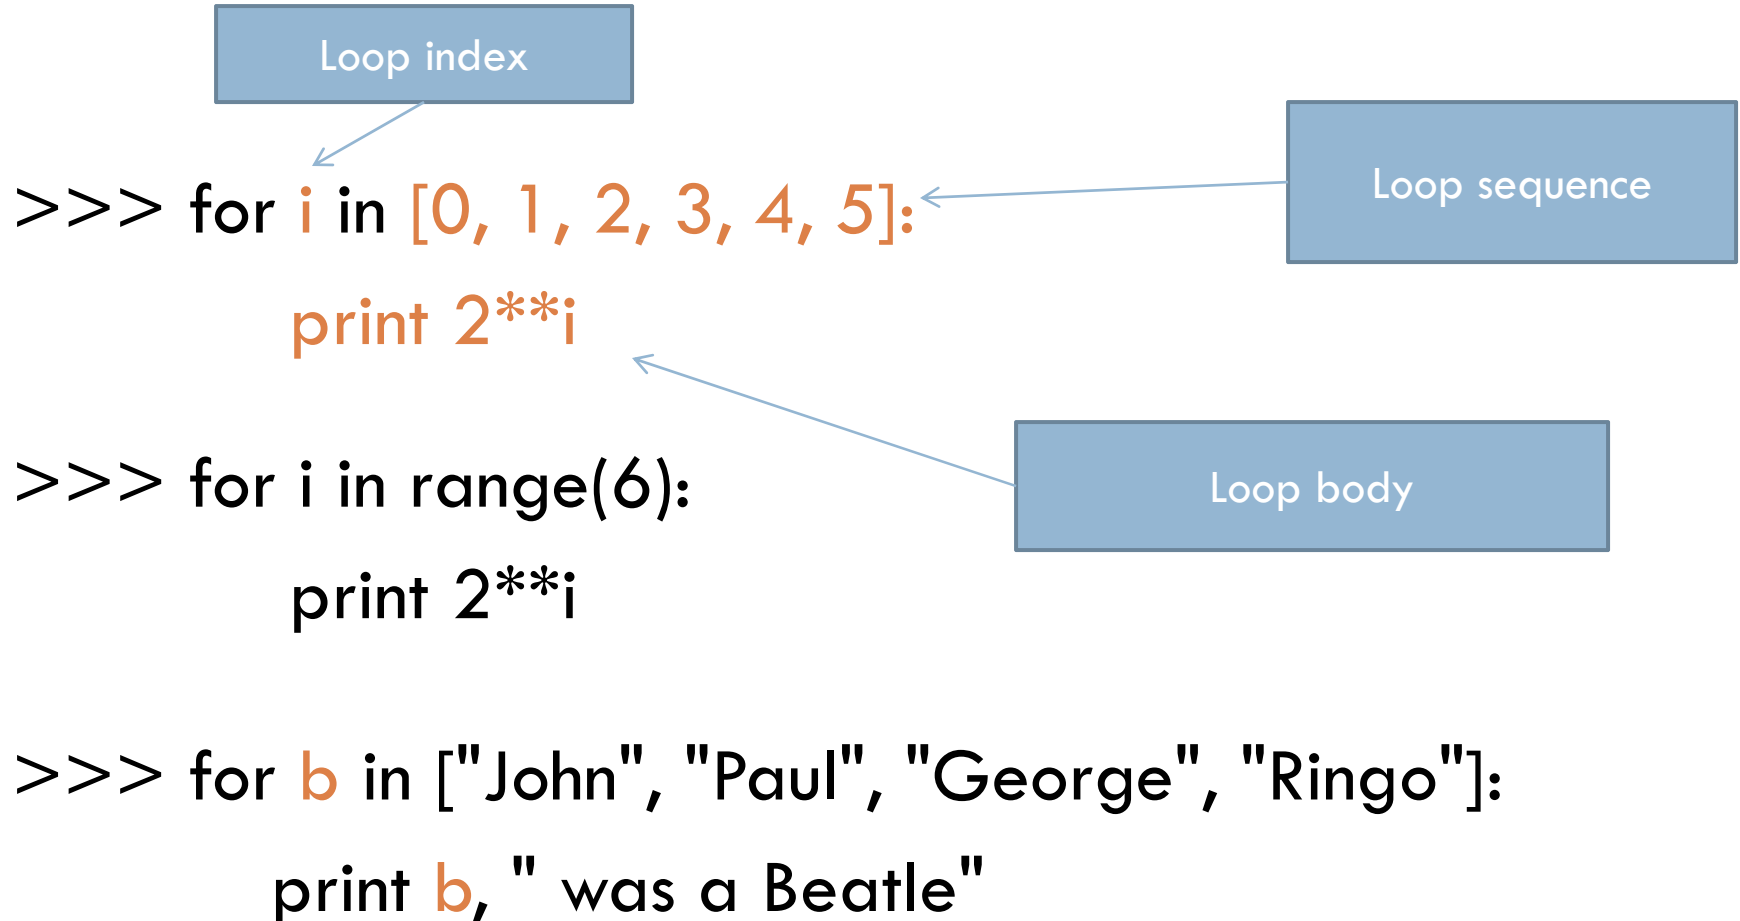 Loop index
Loop sequence
>>> for i in [0, 1, 2, 3, 4, 5]:
print 2**i
Loop body
>>> for i in range(6):
print 2**i
>>> for b in ["John", "Paul", "George", "Ringo"]:
print b, " was a Beatle"